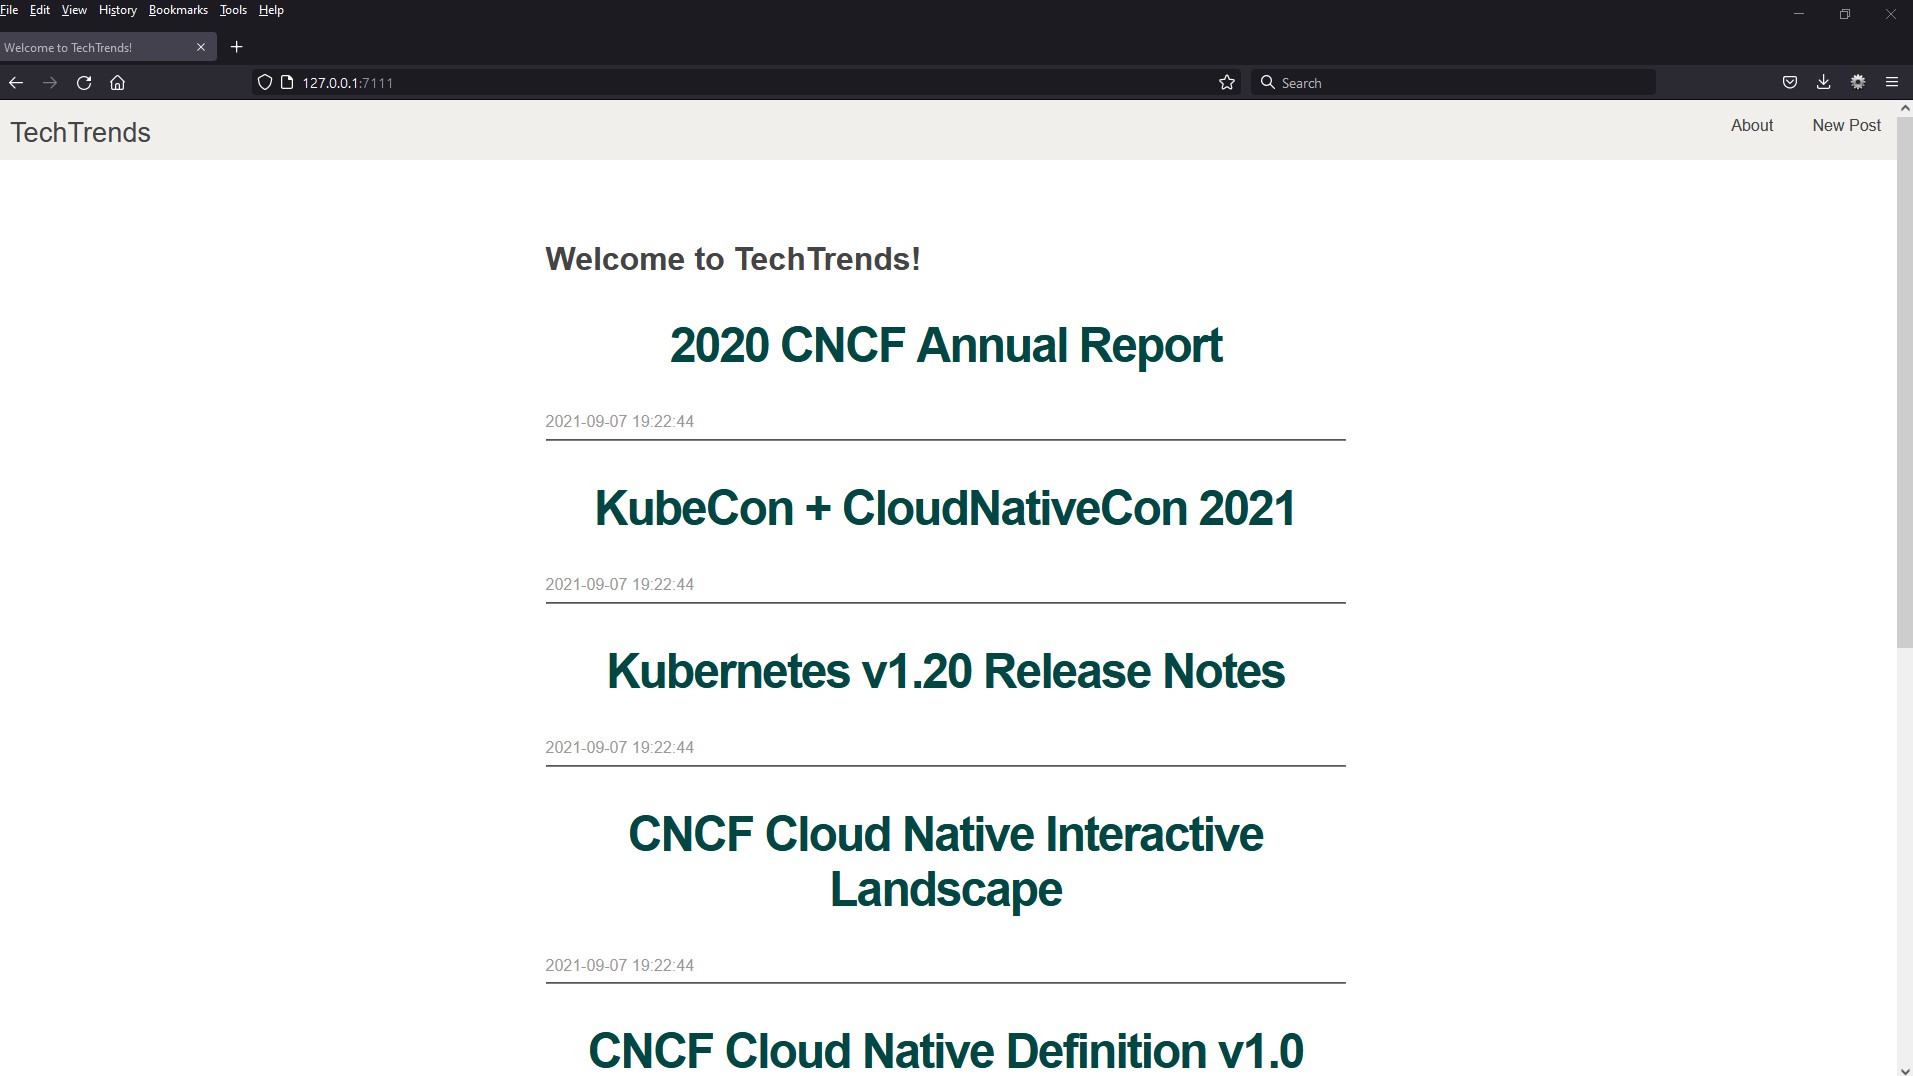 File Edit View History Bookmarks Tools Help
Welcome to TechTrends!
127.0.0.1:7111
Search
TechTrends
About New Post
Welcome to TechTrends!
2020 CNCF Annual Report
2021-09-07 19:22:44
KubeCon + CloudNativeCon 2021
2021-09-07 19:22:44
Kubernetes v1.20 Release Notes
2021-09-07 19:22:44
CNCF Cloud Native Interactive
Landscape
2021-09-07 19:22:44
CNCF Cloud Native Definition v1.0